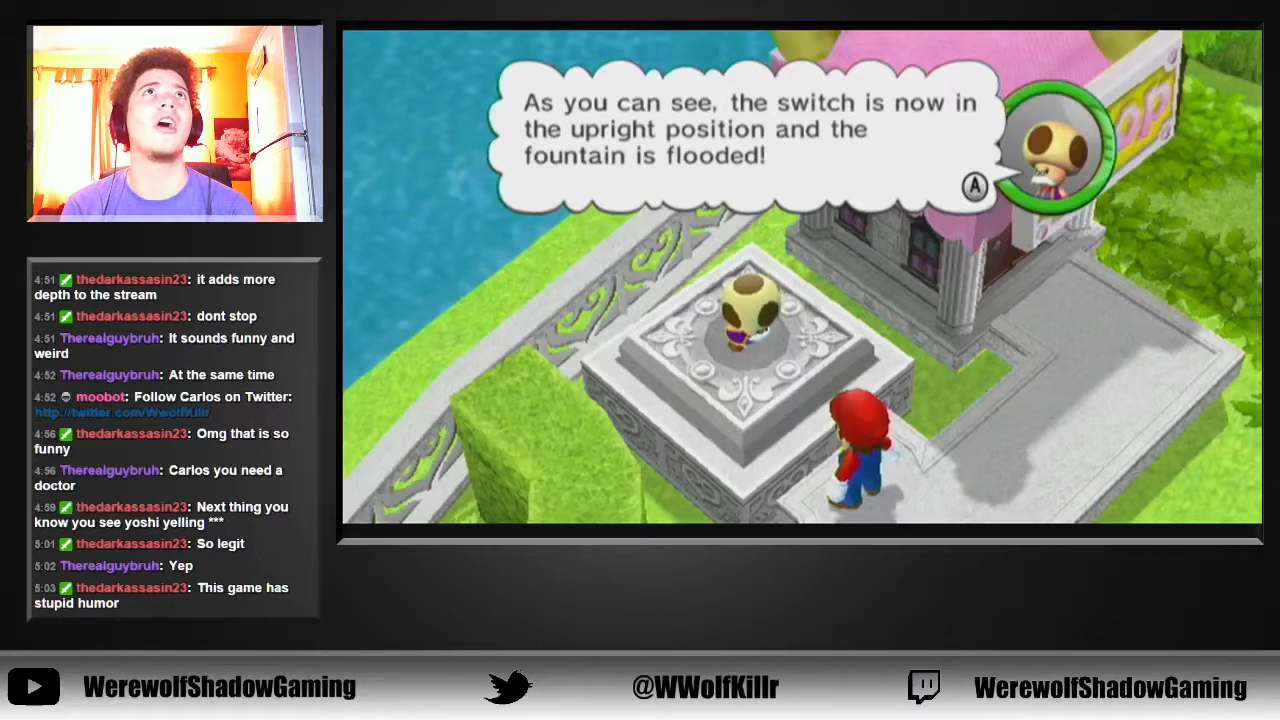 As you can see, the switch is now in
the upright position and the
fountain is flooded!
A
OP
4:51 thedarkassasin23: it adds more
depth to the stream
4:51 thedarkassasin23: dont stop
4:51 Therealguybruh: It sounds funny and
weird
4:52 Therealguybruh: At the same time
4:52 moobot: Follow Carlos on Twitter:
http://twitter.com/WwolfKillr
4:56 thedarkassasin23: Omg that is so
funny
4:56 Therealguybruh: Carlos you need a
doctor
4:59 thedarkassasin23: Next thing you
know you see yoshi yelling ***
5:01 thedarkassasin23: So legit
5:02 Therealguybruh: Yep
5:03 thedarkassasin23: This game has
stupid humor
WerewolfShadowGaming
@WWolfKillr
WerewolfShadowGaming